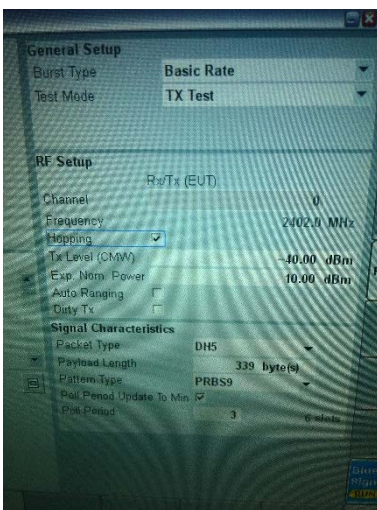 General Setup
Burst Type Basic Rate
Test Mode TX Test
RF Setup
Rx/Tx (EUT)
Channel 0
Frequency 2402.0 MHz
Hopping
Tx Level (CMW) -40.00 dBm
Exp. Nom. Power 10.00 dBm
Auto Ranging
Dirty Tx
Signal Characteristics
Packet Type DH5
Payload Length 339 byte(s)
Pattern Type PRBS9
Poll Period Update To Min
Poll Period 3 6 slots